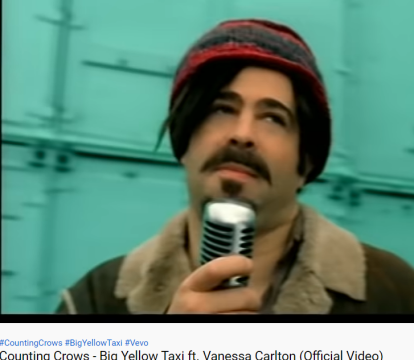 #CountingCrows #BigYellowTaxi #Vevo
Counting Crows - Big Yellow Taxi ft. Vanessa Carlton (Official Video)